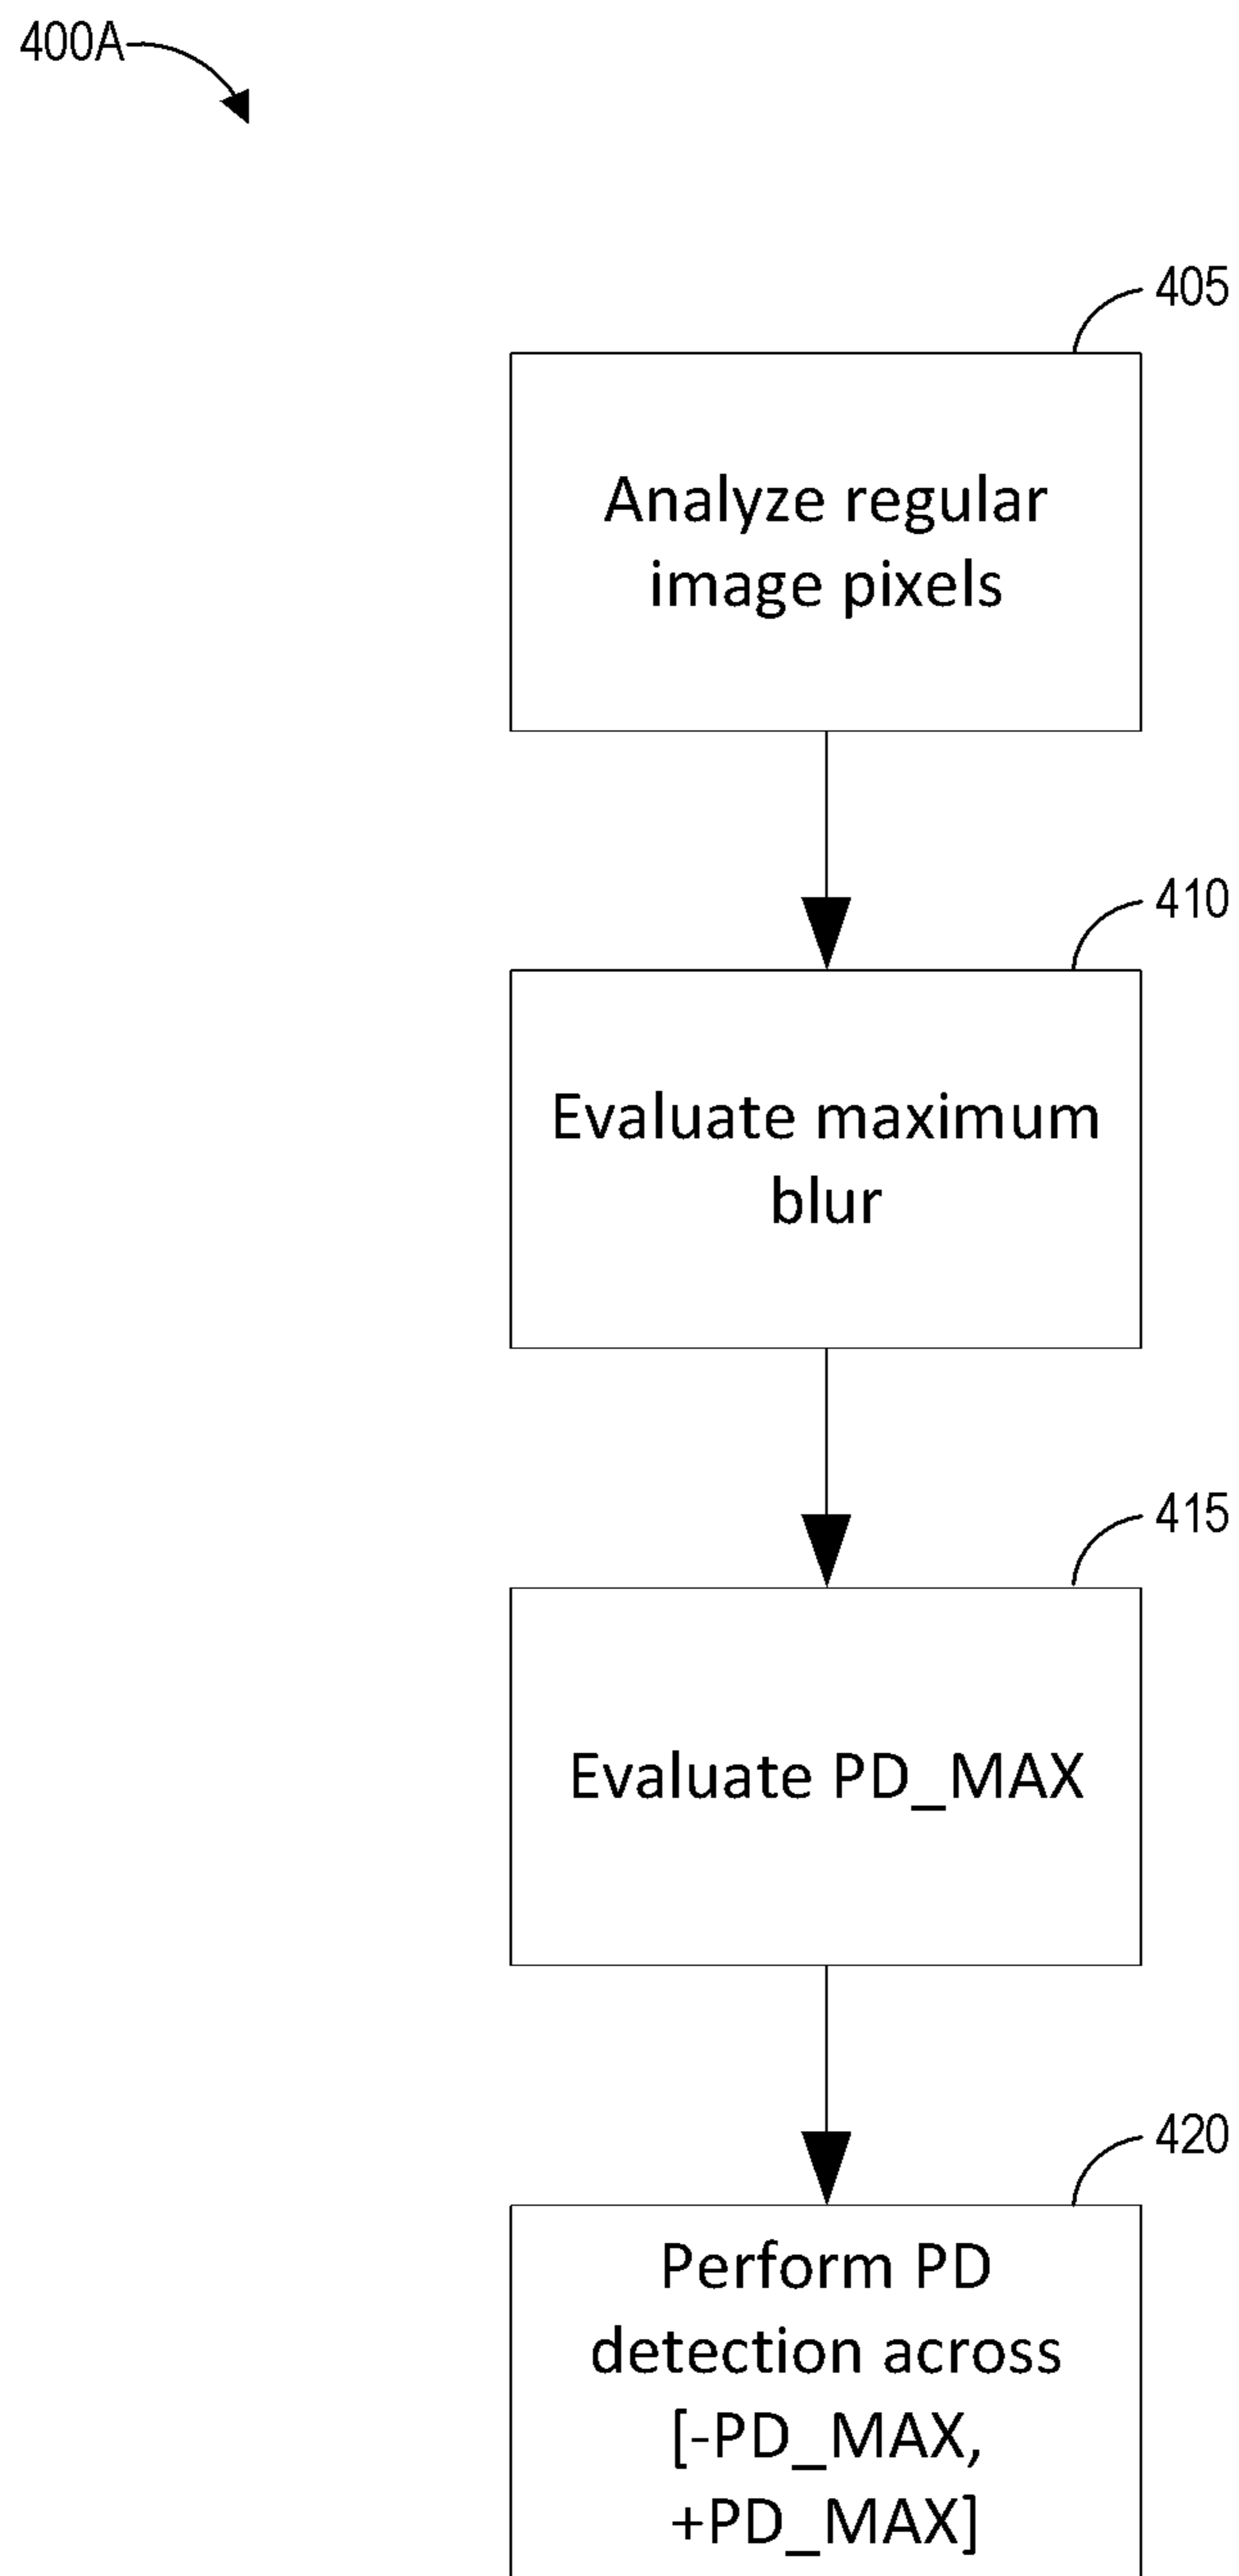 400A
405
Analyze regular
image pixels
410
Evaluate maximum
blur
415
Evaluate PD_MAX
420
Perform PD
detection across
[-PD_MAX,
+PD_MAX]